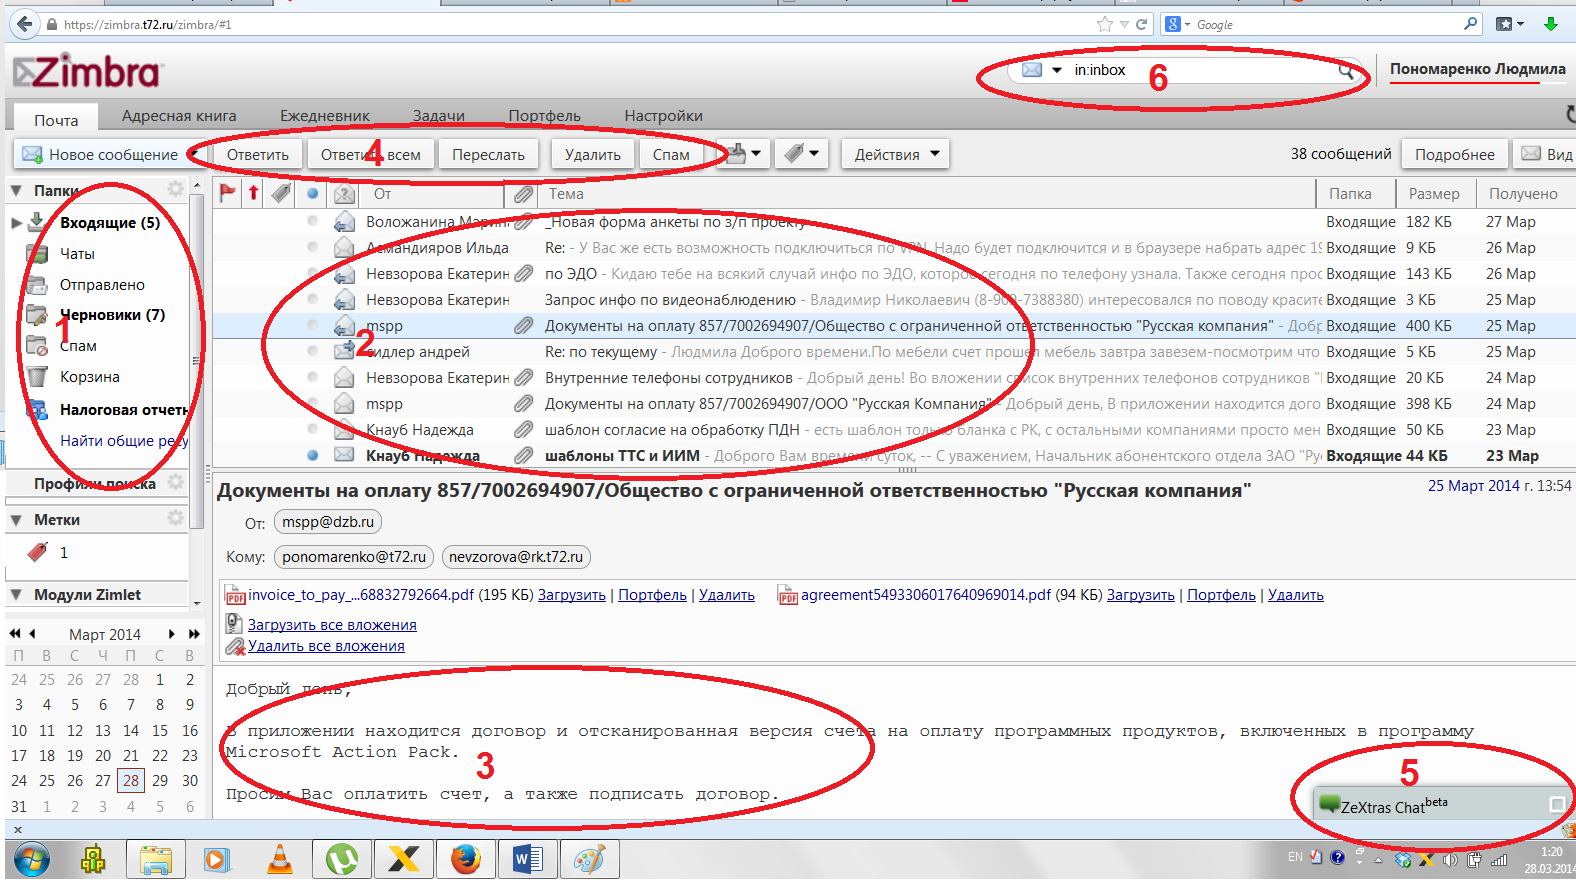 https://zimbra.t72.ru/zimbra/#1
Google
Zimbra
in:inbox
6
Пономаренко Людмила
Почта
Адресная книга
Ежедневник
Задачи
Портфель
Настройки
Новое сообщение
Ответить
Ответить всем
4
Переслать
Удалить
Спам
Действия
38 сообщений
Подробнее
Вид
Папки
Входящие (5)
Чаты
Отправлено
Черновики (7)
1
Спам
Корзина
Налоговая отчетн
Найти общие ресу
Профили поиска
Метки
1
Модули Zimlet
От Тема Папка Размер Получено
Воложанина Марин _Новая форма анкеты по з/п проекту Входящие 182 КБ 27 Мар
Асмандияров Ильда Re: - У Вас же есть возможность подключиться по VPN. Надо будет подключится и в браузере набрать адрес 19 Входящие 9 КБ 26 Мар
Невзорова Екатерин по ЭДО - Кидаю тебе на всякий случай инфо по ЭДО, которое сегодня по телефону узнала. Также сегодня прос Входящие 143 КБ 26 Мар
Невзорова Екатерин Запрос инфо по видеонаблюдению - Владимир Николаевич (8-909-7388380) интересовался по поводу красите Входящие 3 КБ 25 Мар
mspp Документы на оплату 857/7002694907/Общество с ограниченной ответственностью "Русская компания" - Добр Входящие 400 КБ 25 Мар
2
сидлер андрей Re: по текущему - Людмила Доброго времени.По мебели счет прошел мебель завтра завезем-посмотрим что Входящие 5 КБ 25 Мар
Невзорова Екатерин Внутренние телефоны сотрудников - Добрый день! Во вложении список внутренних телефонов сотрудников " Входящие 20 КБ 24 Мар
mspp Документы на оплату 857/7002694907/ООО "Русская Компания" - Добрый день, В приложении находится дого Входящие 398 КБ 24 Мар
Кнауб Надежда шаблон согласие на обработку ПДН - есть шаблон только бланка с РК, с остальными компаниями просто мен Входящие 50 КБ 23 Мар
Кнауб Надежда шаблоны ТТС и ИИМ - Доброго Вам времени суток, -- С уважением, Начальник абонентского отдела ЗАО "Ру Входящие 44 КБ 23 Мар
Документы на оплату 857/7002694907/Общество с ограниченной ответственностью "Русская компания"
25 Март 2014 г. 13:54
От: mspp@dzb.ru
Кому: ponomarenko@t72.ru nevzorova@rk.t72.ru
PDF invoice_to_pay_...68832792664.pdf (195 КБ) Загрузить | Портфель | Удалить PDF agreement5493306017640969014.pdf (94 КБ) Загрузить | Портфель | Удалить
Загрузить все вложения
Удалить все вложения
Март 2014
П В С Ч П С В
24 25 26 27 28 1 2
3 4 5 6 7 8 9
10 11 12 13 14 15 16
17 18 19 20 21 22 23
24 25 26 27 28 29 30
31 1 2 3 4 5 6
Добрый день,
В приложении находится договор и отсканированная версия счета на оплату программных продуктов, включенных в программу
Microsoft Action Pack.
3
Просим Вас оплатить счет, а также подписать договор.
5
ZeXtras Chat beta
x
EN
1:20
28.03.2014